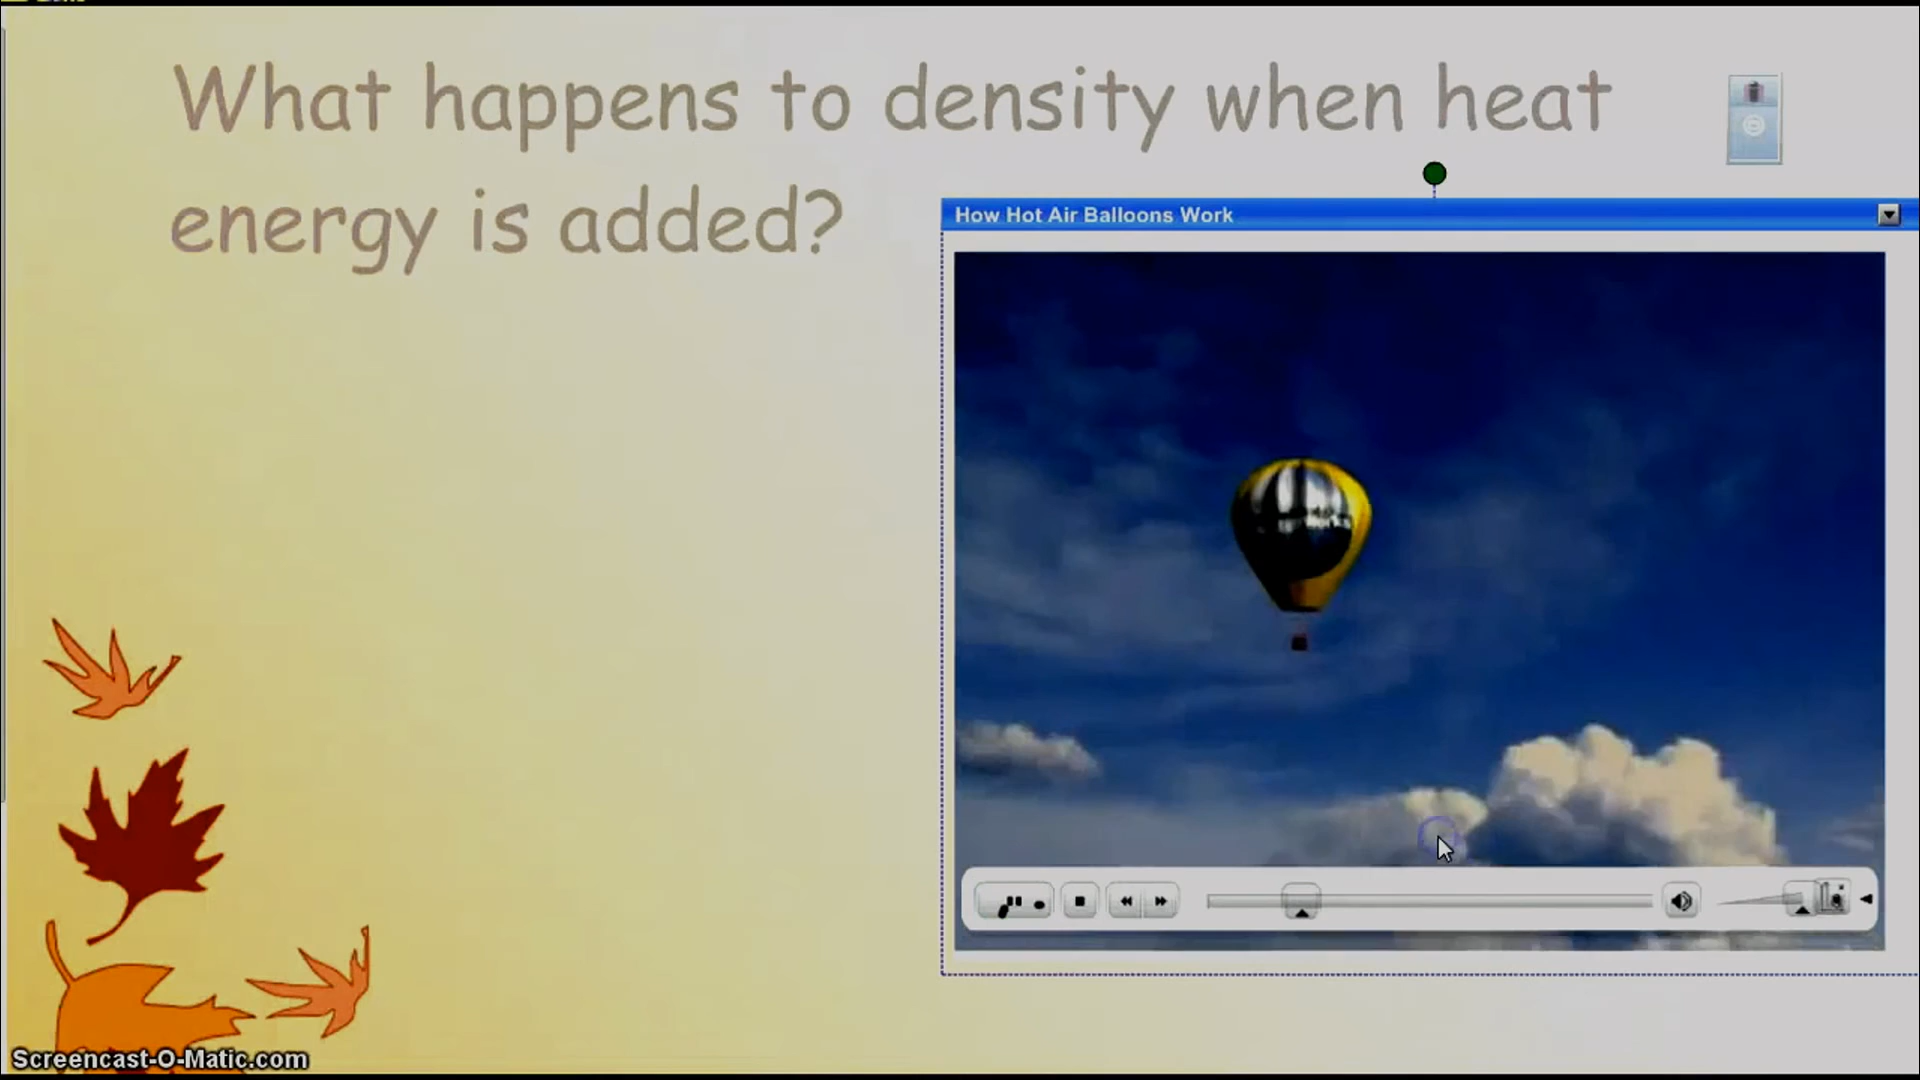 What happens to density when heat
energy is added?
How Hot Air Balloons Work
Screencast-O-Matic.com